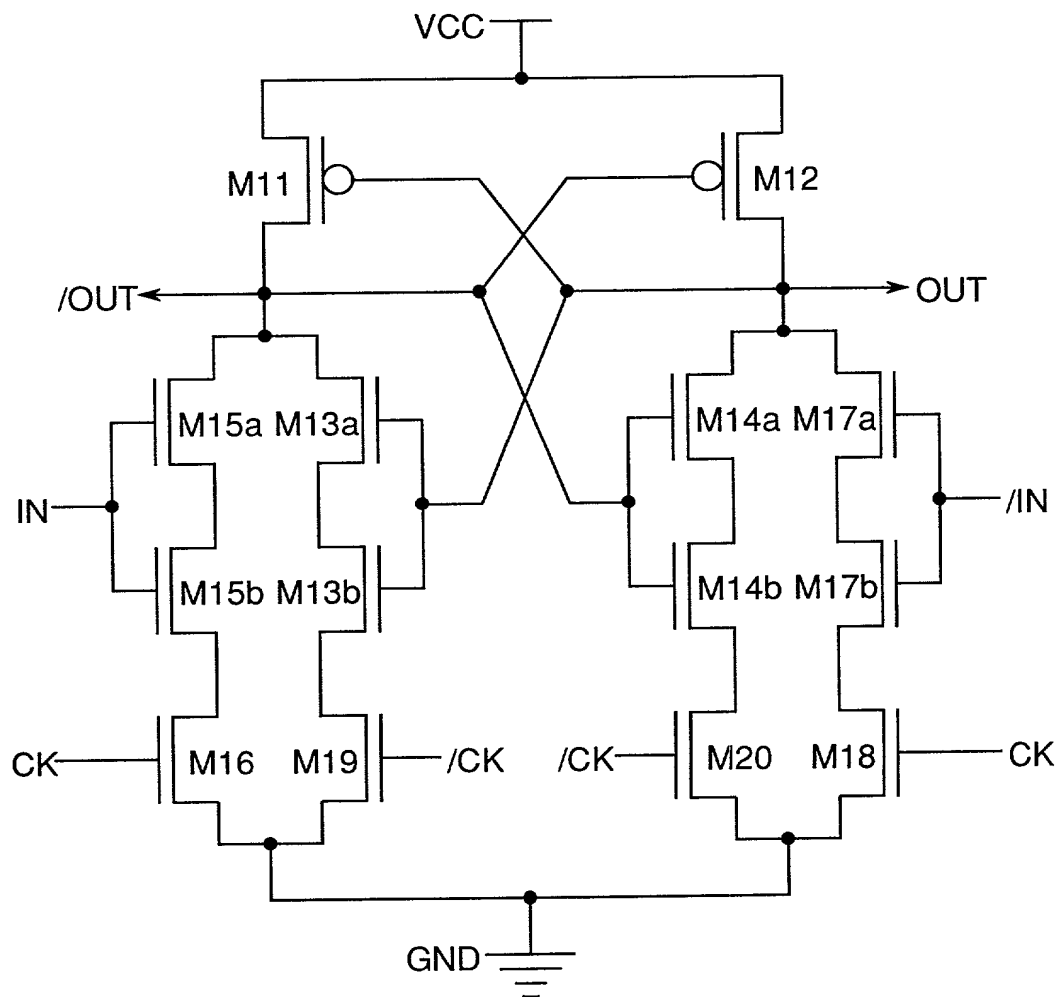 VCC
M11
M12
/OUT
OUT
M15a
M13a
M14a
M17a
IN
/IN
M15b
M13b
M14b
M17b
CK
M16
M19
/CK
/CK
M20
M18
CK
GND